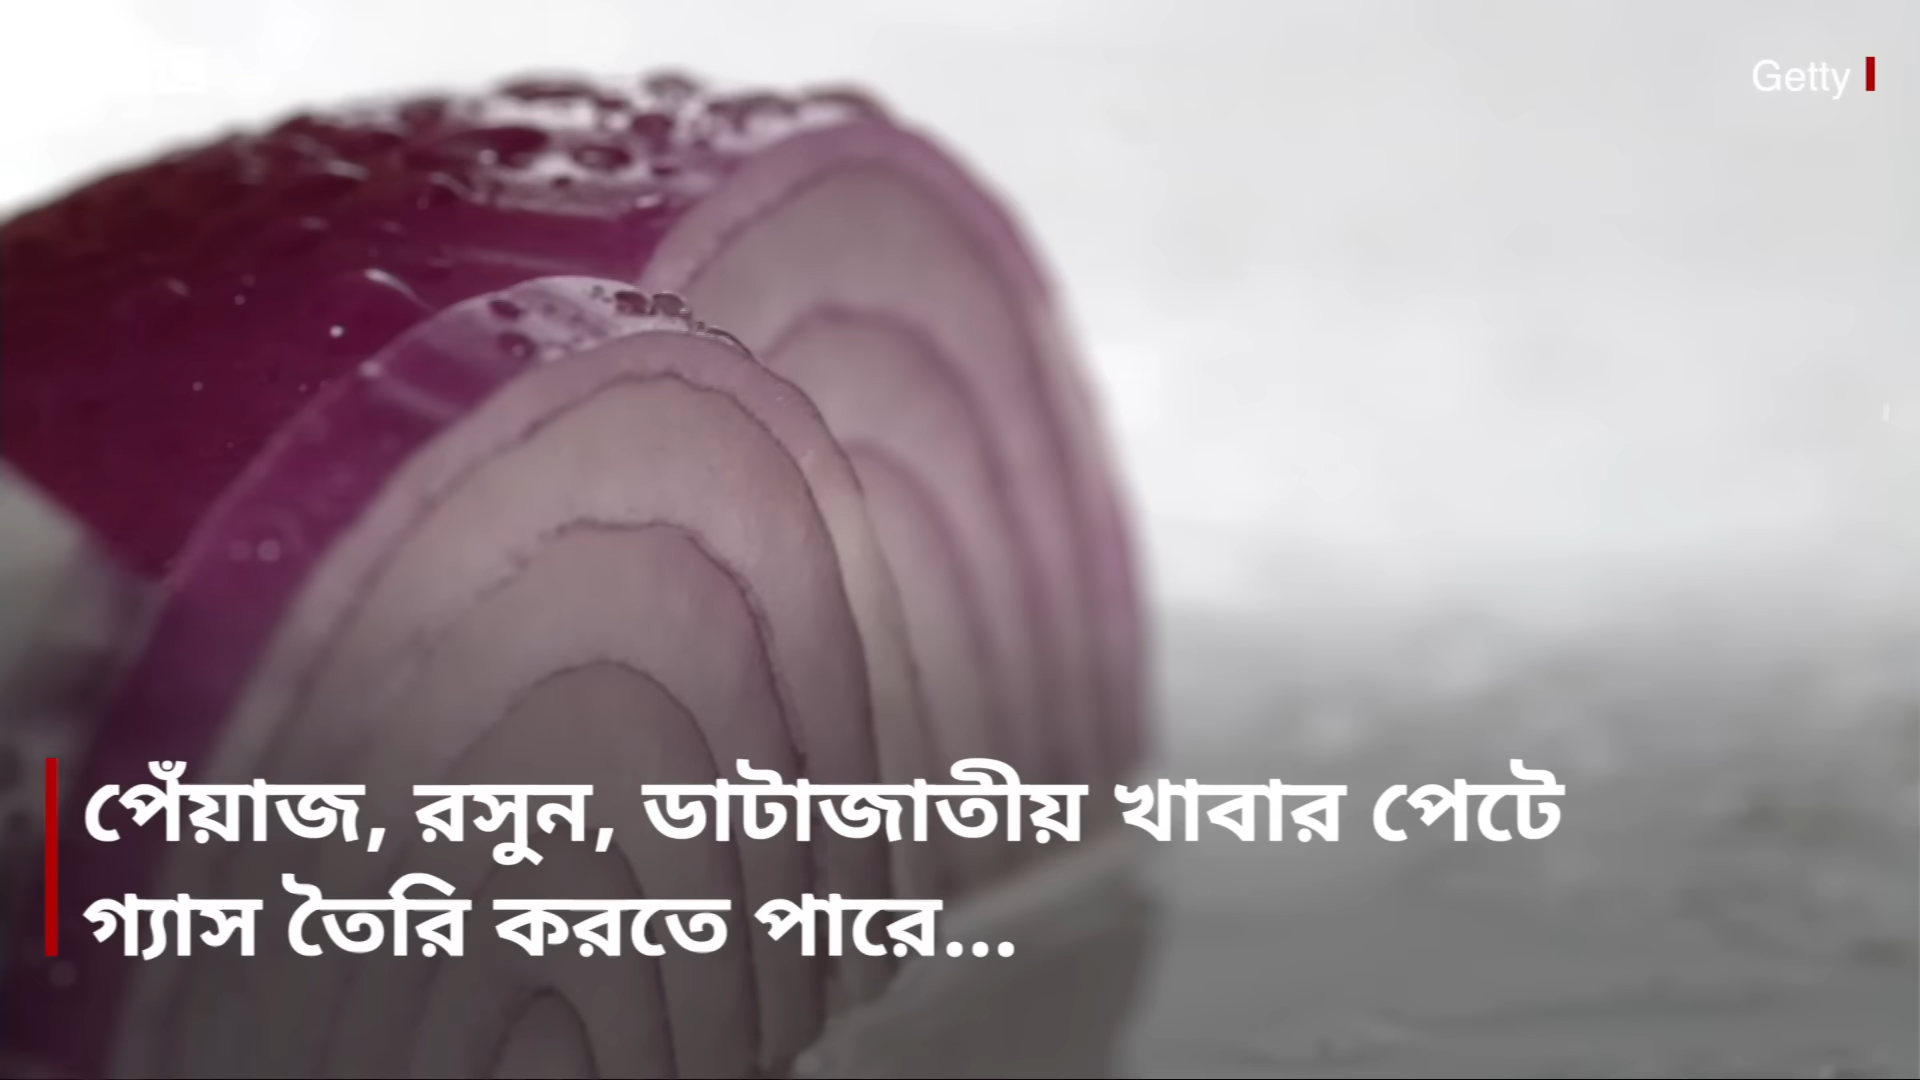 Getty
পেঁয়াজ, রসুন, ডাটাজাতীয় খাবার পেটে
গ্যাস তৈরি করতে পারে...